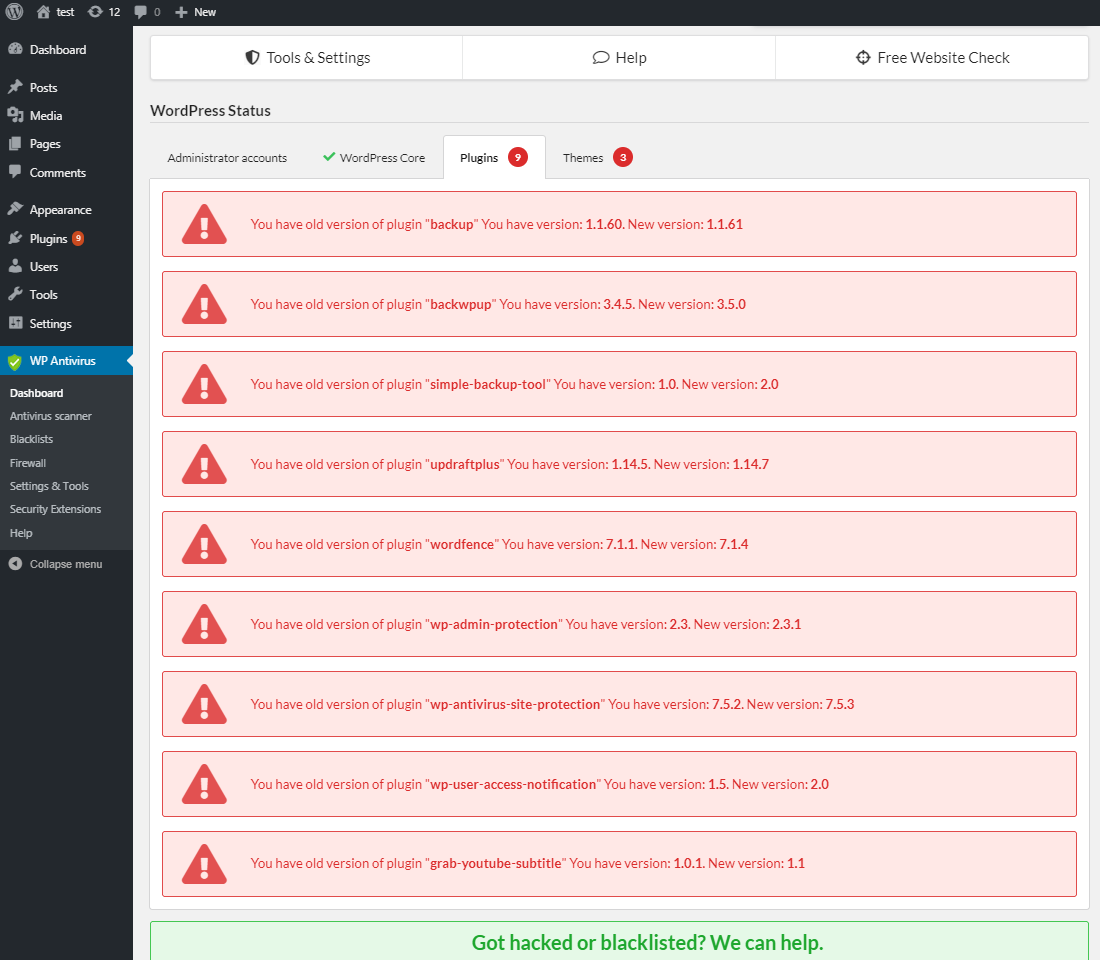 test 12 0 New
Dashboard
Posts
Media
Pages
Comments
Appearance
Plugins 9
Users
Tools
Settings
WP Antivirus
Dashboard
Antivirus scanner
Blacklists
Firewall
Settings & Tools
Security Extensions
Help
Collapse menu
Tools & Settings
Help
Free Website Check
WordPress Status
Administrator accounts
WordPress Core
Plugins 9
Themes 3
You have old version of plugin "backup" You have version: 1.1.60. New version: 1.1.61
You have old version of plugin "backwpup" You have version: 3.4.5. New version: 3.5.0
You have old version of plugin "simple-backup-tool" You have version: 1.0. New version: 2.0
You have old version of plugin "updraftplus" You have version: 1.14.5. New version: 1.14.7
You have old version of plugin "wordfence" You have version: 7.1.1. New version: 7.1.4
You have old version of plugin "wp-admin-protection" You have version: 2.3. New version: 2.3.1
You have old version of plugin "wp-antivirus-site-protection" You have version: 7.5.2. New version: 7.5.3
You have old version of plugin "wp-user-access-notification" You have version: 1.5. New version: 2.0
You have old version of plugin "grab-youtube-subtitle" You have version: 1.0.1. New version: 1.1
Got hacked or blacklisted? We can help.